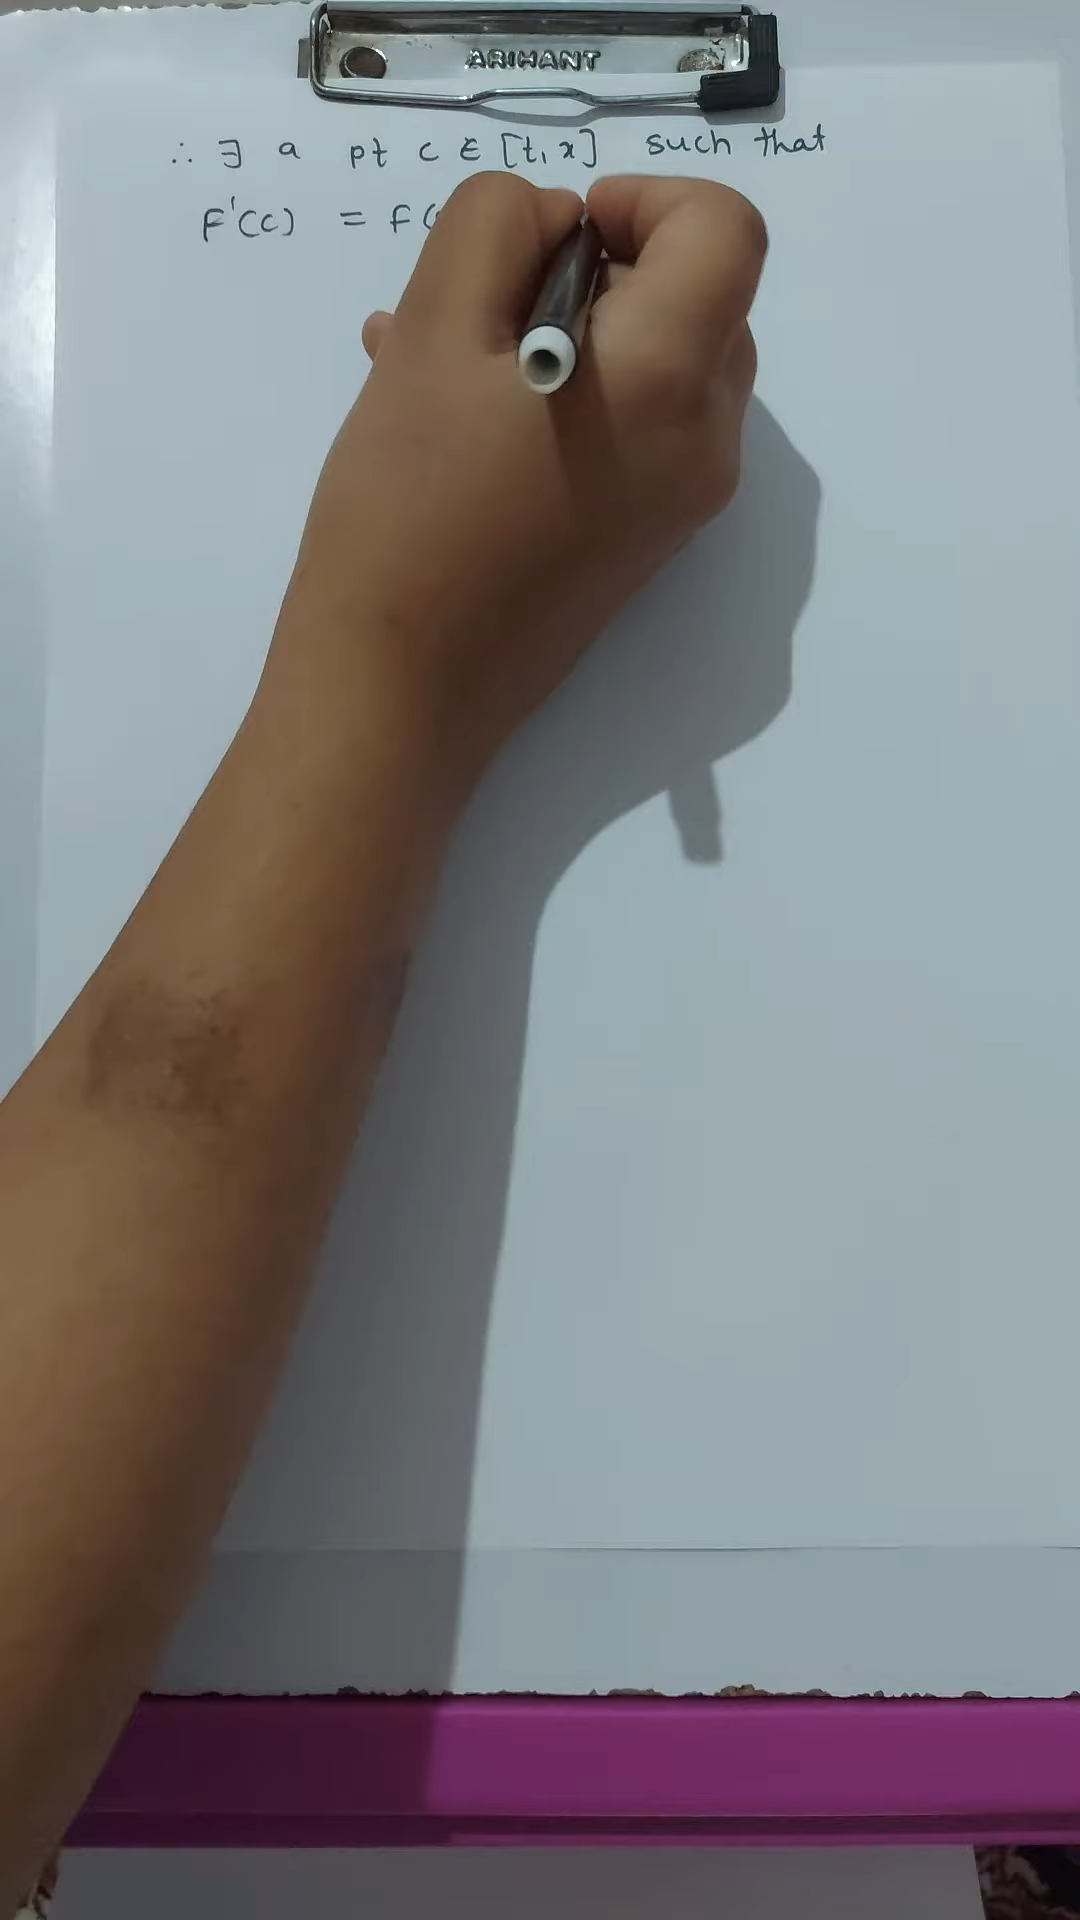 ARIHANT
∴ ∃ a pt c ∈ [t, x] such that
F'(c) = f(